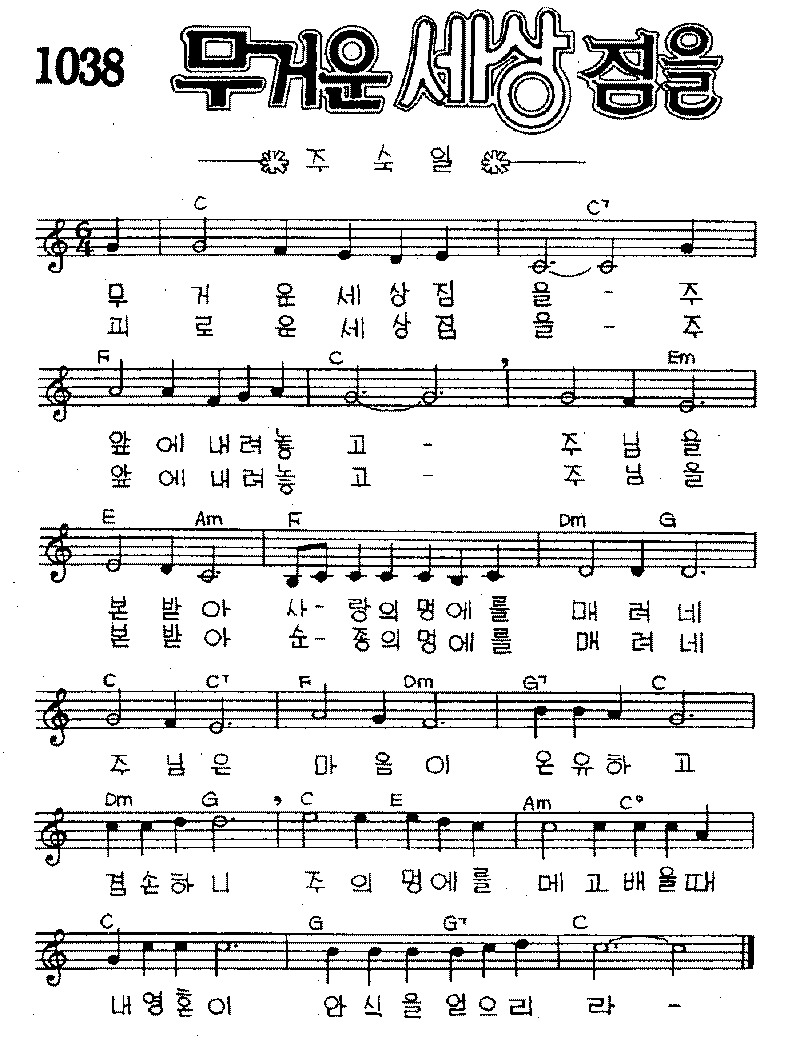 1038 무거운 세상 짐을
주 숙 일
C C7
6/4
무 거 운 세 상 짐 을 - 주
피 로 운 세 상 짐 을 - 주
F C Em
앞 에 내 려 놓 고 - 주 님 을
앞 에 내 려 놓 고 - 주 님 을
E Am F Dm G
본 받 아 사 - 랑 의 멍 에 를 매 려 네
본 받 아 순 - 종 의 멍 에 를 매 려 네
C C7 F Dm G7 C
주 님 은 마 음 이 온 유 하 고
Dm G C E Am C°
겸 손 하 니 주 의 멍 에 를 메 고 배 울 때
C G G7 C
내 영 혼 이 안 식 을 얻 으 리 라 -